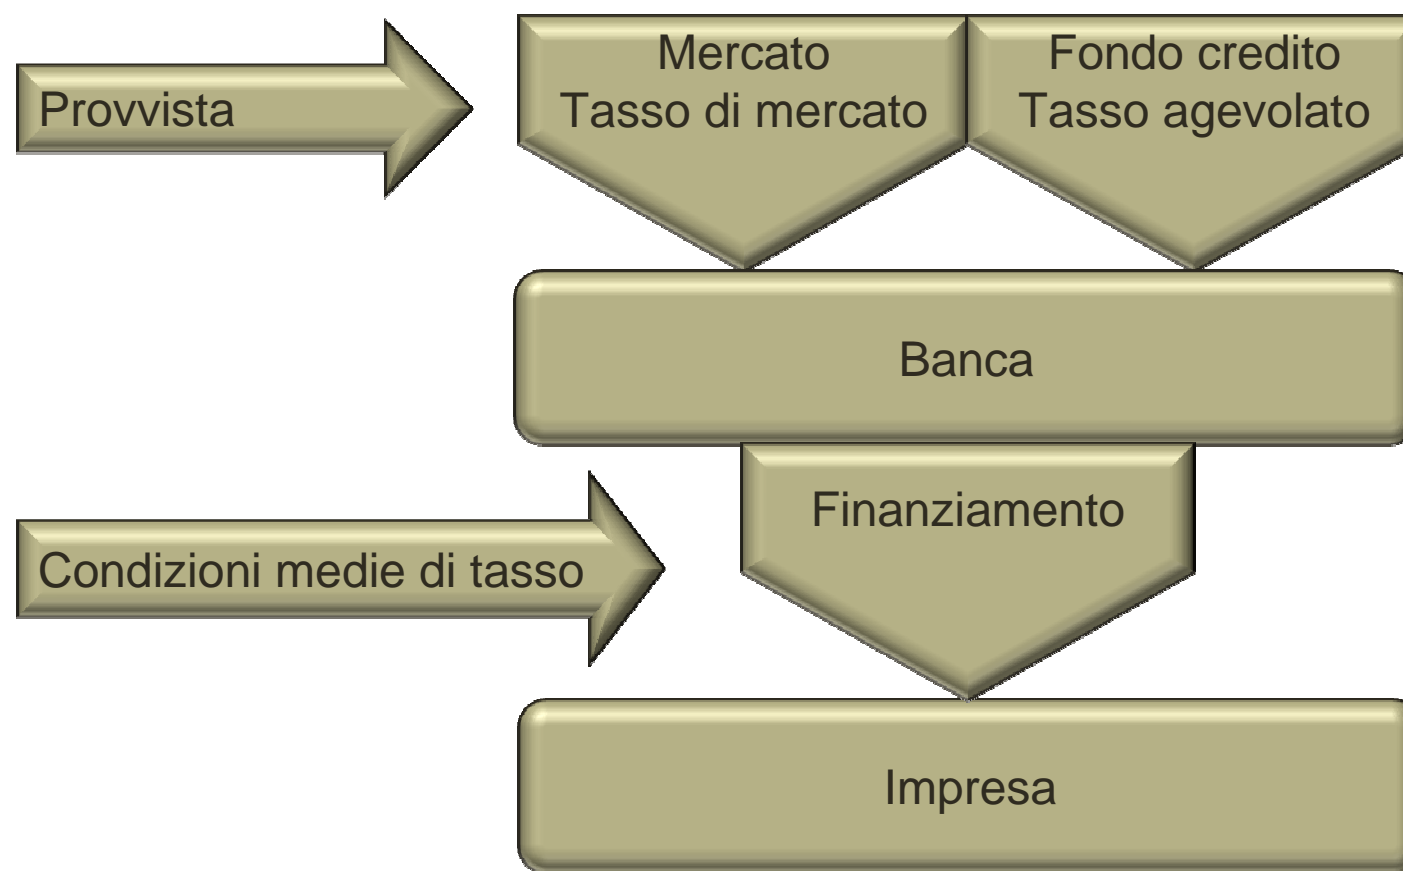 Provvista
Mercato
Tasso di mercato
Fondo credito
Tasso agevolato
Banca
Finanziamento
Condizioni medie di tasso
Impresa